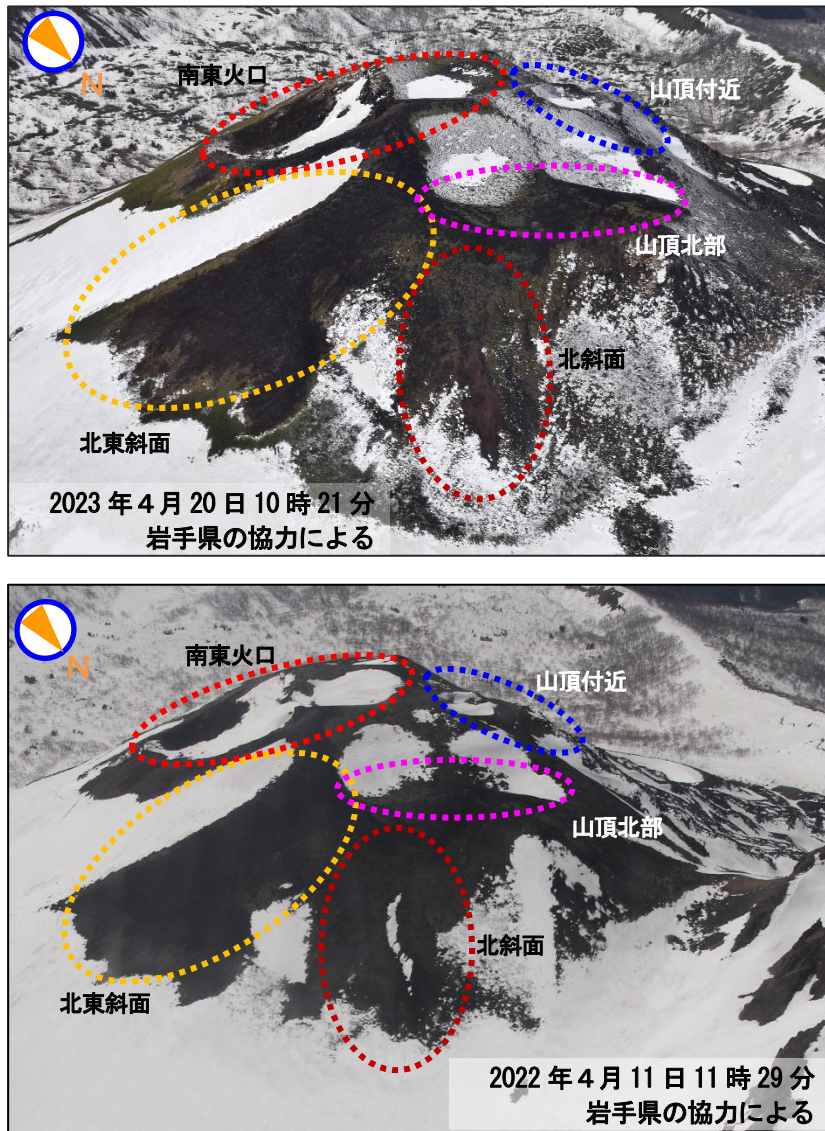 N
南東火口
山頂付近
山頂北部
北斜面
北東斜面
2023年4月20日10時21分
岩手県の協力による
N
南東火口
山頂付近
山頂北部
北斜面
北東斜面
2022年4月11日11時29分
岩手県の協力による